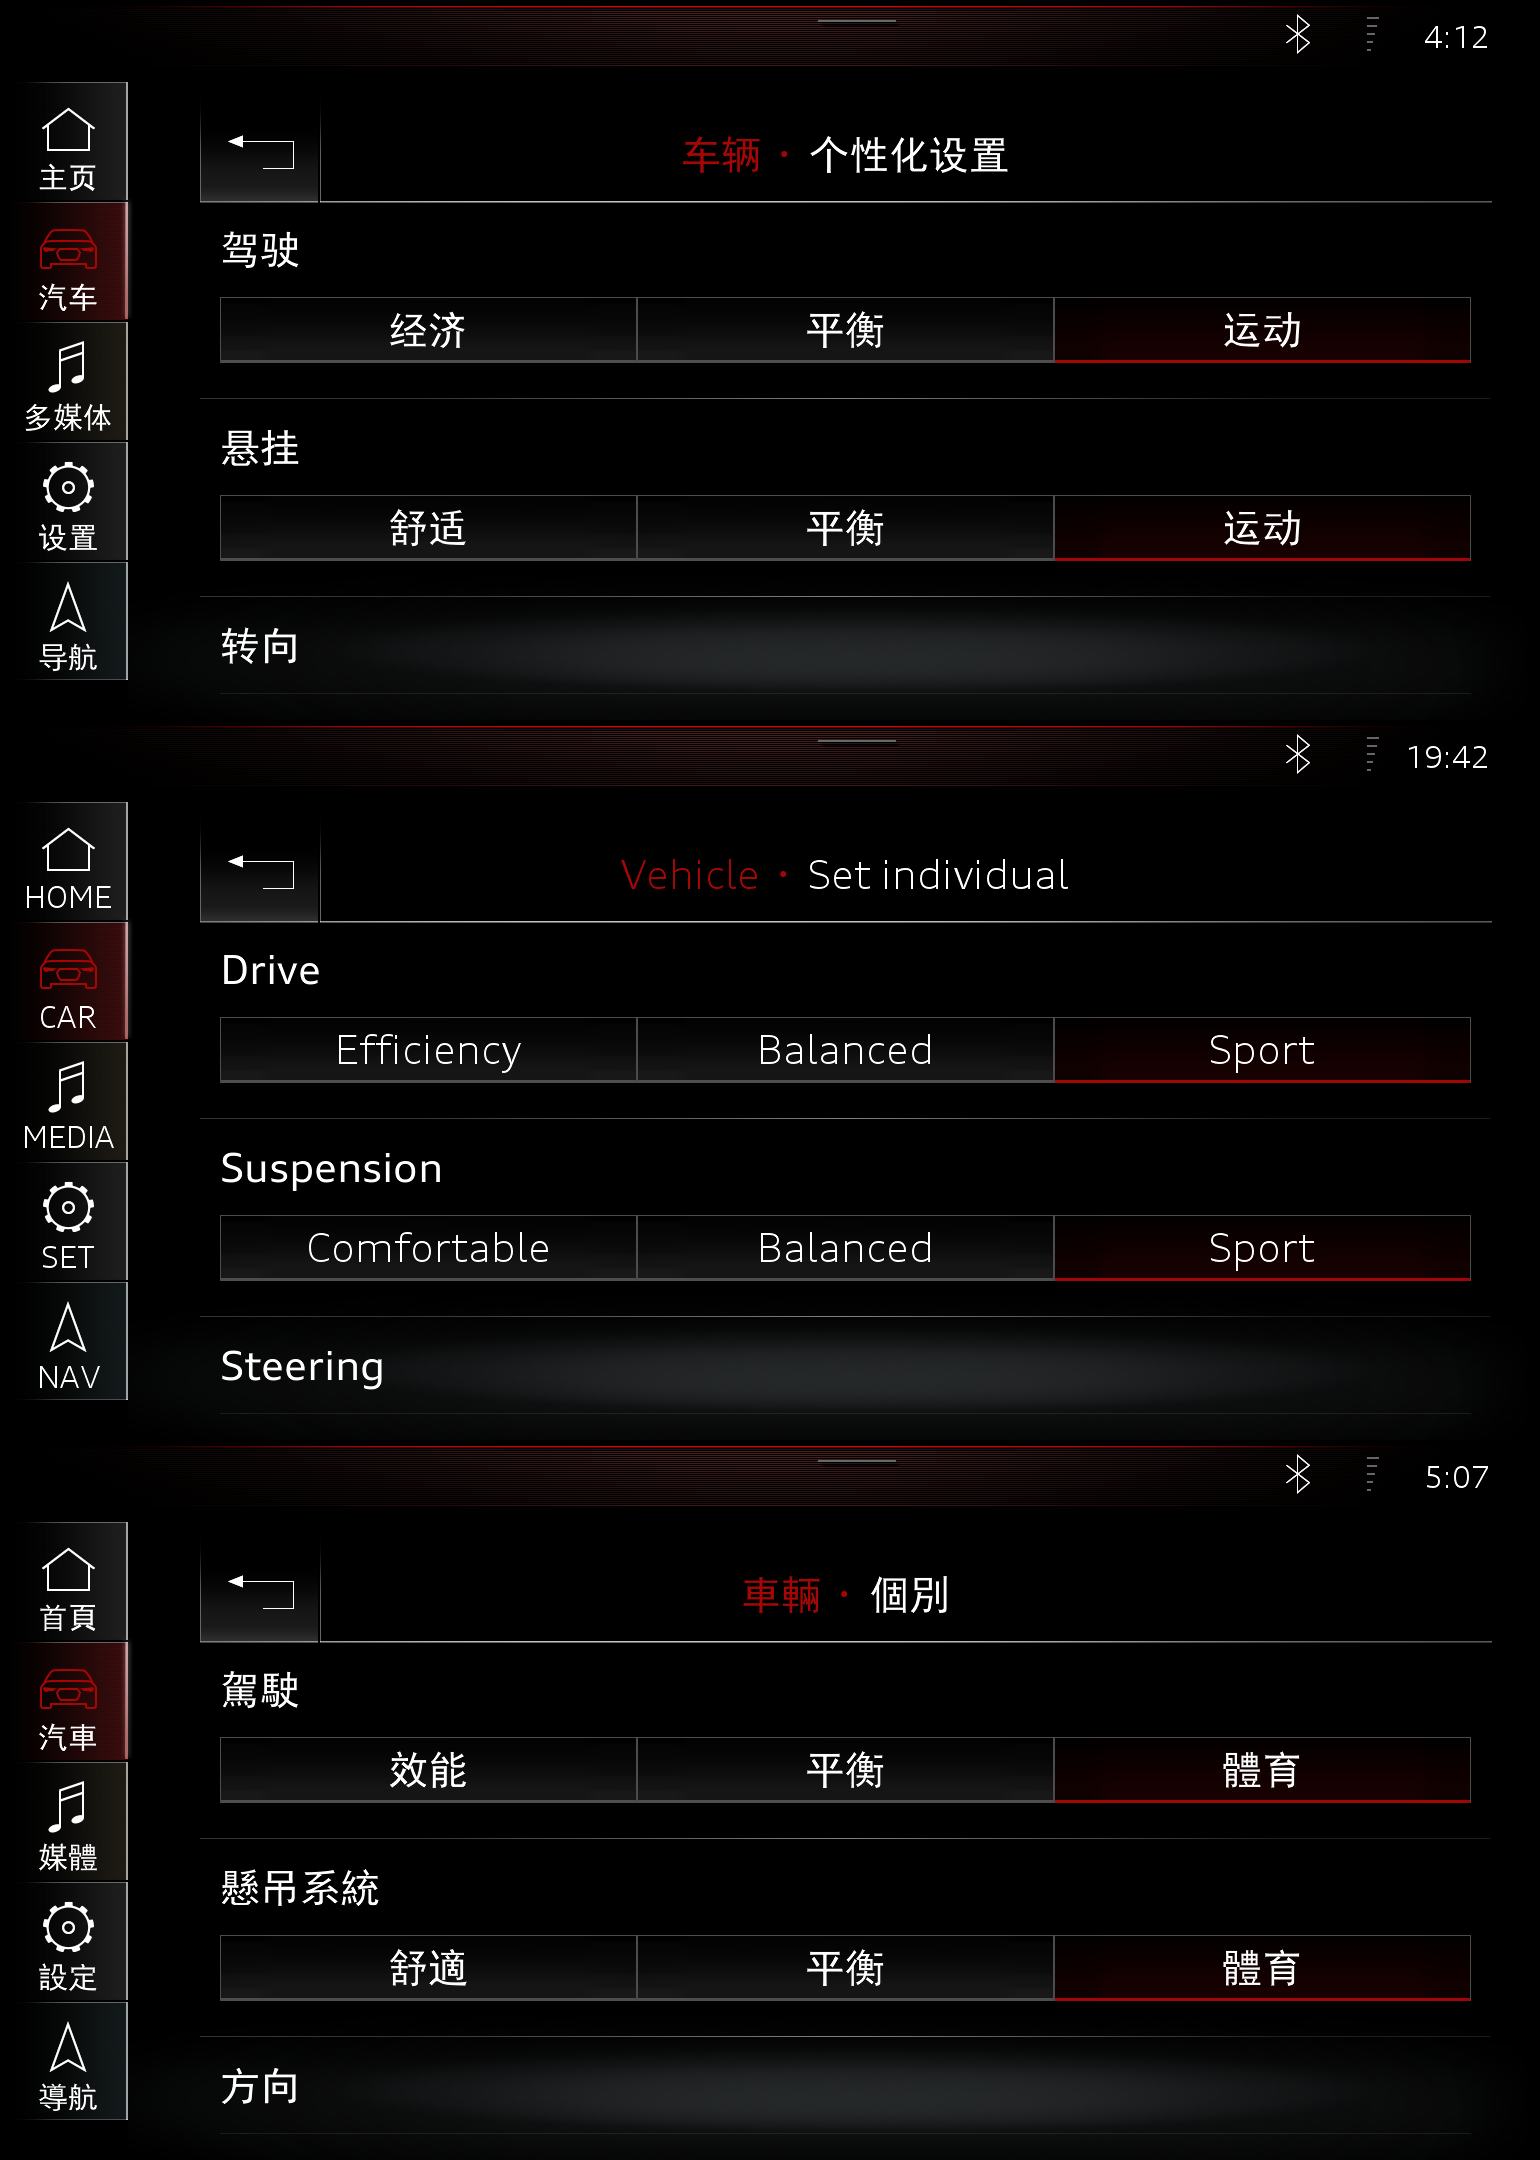 4:12
主页
车辆 · 个性化设置
驾驶
汽车
经济 平衡 运动
多媒体
悬挂
设置
舒适 平衡 运动
导航
转向
19:42
HOME
Vehicle · Set individual
Drive
CAR
Efficiency Balanced Sport
MEDIA
Suspension
SET
Comfortable Balanced Sport
NAV
Steering
5:07
首頁
車輛 · 個別
駕駛
汽車
效能 平衡 體育
媒體
懸吊系統
設定
舒適 平衡 體育
導航
方向